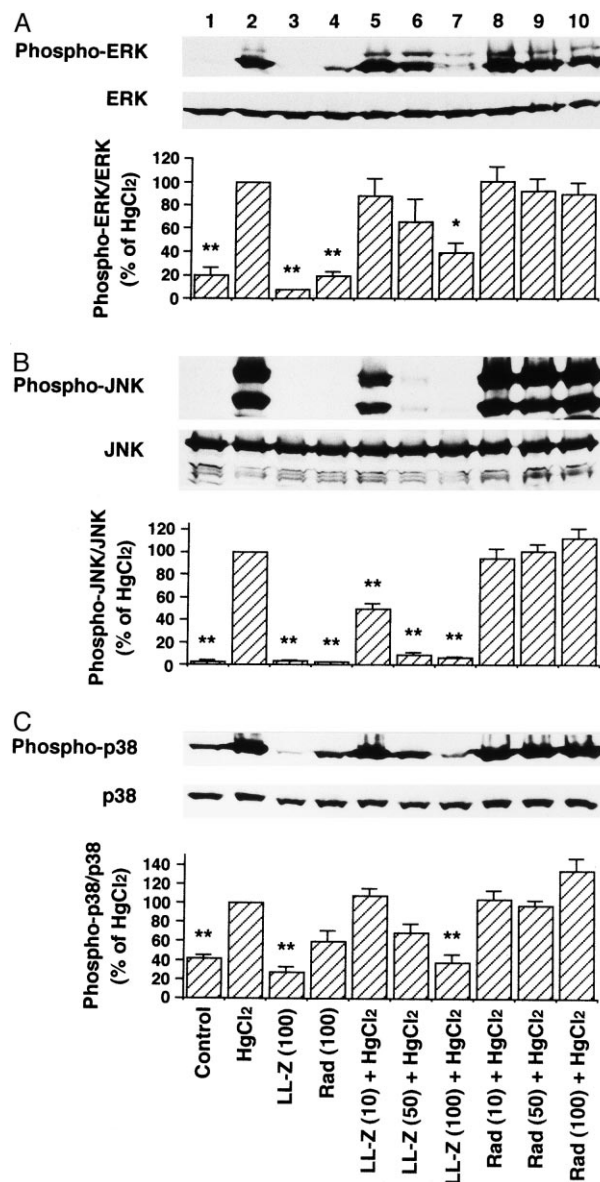 A
1 2 3 4 5 6 7 8 9 10
Phospho-ERK
ERK
Phospho-ERK/ERK
(% of HgCl₂)
120
100
80
60
40
20
0
** ** ** *
B
Phospho-JNK
JNK
Phospho-JNK/JNK
(% of HgCl₂)
120
100
80
60
40
20
0
** ** ** ** ** **
C
Phospho-p38
p38
Phospho-p38/p38
(% of HgCl₂)
140
120
100
80
60
40
20
0
** ** **
Control
HgCl₂
LL-Z (100)
Rad (100)
LL-Z (10) + HgCl₂
LL-Z (50) + HgCl₂
LL-Z (100) + HgCl₂
Rad (10) + HgCl₂
Rad (50) + HgCl₂
Rad (100) + HgCl₂